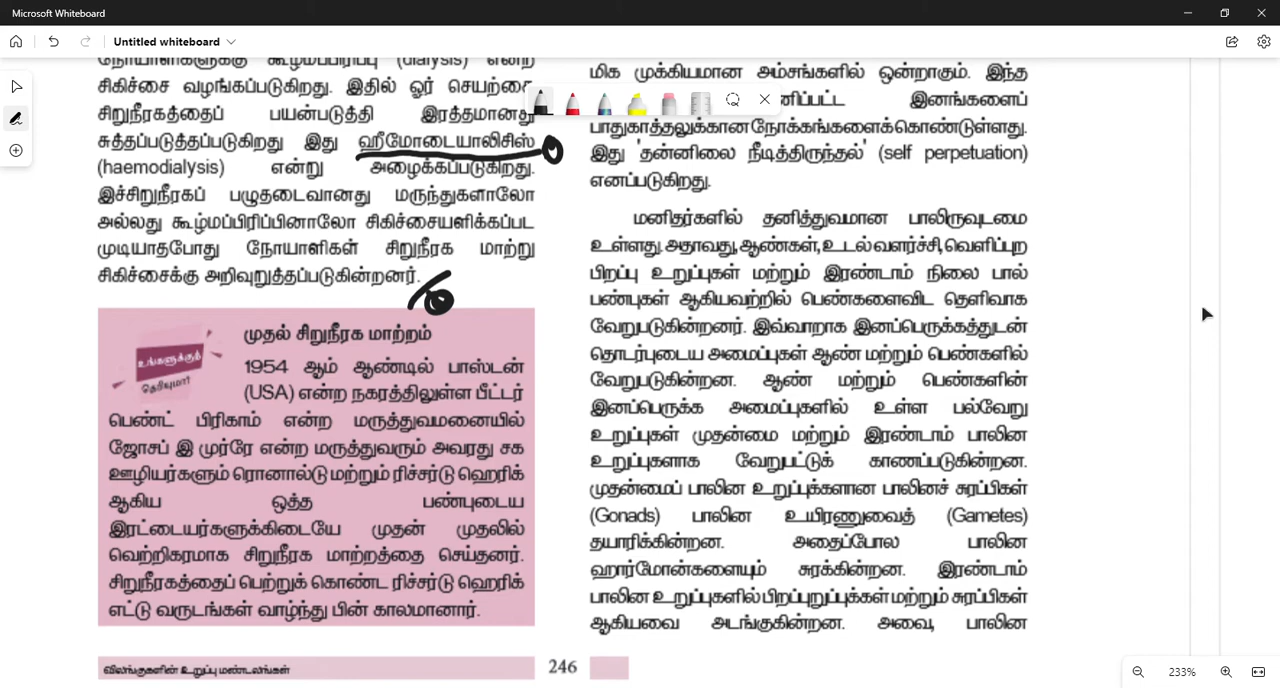 Microsoft Whiteboard
Untitled whiteboard
நோயாளிகளுக்கு கூழ்மப்பிரிப்பு (dialysis) என்ற
சிகிச்சை வழங்கப்படுகிறது. இதில் ஓர் செயற்கை
சிறுநீரகத்தைப் பயன்படுத்தி இரத்தமானது
சுத்தப்படுத்தப்படுகிறது இது ஹீமோடையாலிசிஸ்
(haemodialysis) என்று அழைக்கப்படுகிறது.
இச்சிறுநீரகப் பழுதடைவானது மருந்துகளாலோ
அல்லது கூழ்மப்பிரிப்பினாலோ சிகிச்சையளிக்கப்பட
முடியாதபோது நோயாளிகள் சிறுநீரக மாற்று
சிகிச்சைக்கு அறிவுறுத்தப்படுகின்றனர்.
உங்களுக்குத்
தெரியுமா?
முதல் சிறுநீரக மாற்றம்
1954 ஆம் ஆண்டில் பாஸ்டன்
(USA) என்ற நகரத்திலுள்ள பீட்டர்
பெண்ட் பிரிகாம் என்ற மருத்துவமனையில்
ஜோசப் இ முர்ரே என்ற மருத்துவரும் அவரது சக
ஊழியர்களும் ரொனால்டு மற்றும் ரிச்சர்டு ஹெரிக்
ஆகிய ஒத்த பண்புடைய
இரட்டையர்களுக்கிடையே முதன் முதலில்
வெற்றிகரமாக சிறுநீரக மாற்றத்தை செய்தனர்.
சிறுநீரகத்தைப் பெற்றுக் கொண்ட ரிச்சர்டு ஹெரிக்
எட்டு வருடங்கள் வாழ்ந்து பின் காலமானார்.
மிக முக்கியமான அம்சங்களில் ஒன்றாகும். இந்த
இனங்களைப்
பாதுகாத்தலுக்கான நோக்கங்களைக் கொண்டுள்ளது.
இது 'தன்னிலை நீடித்திருந்தல்' (self perpetuation)
எனப்படுகிறது.
மனிதர்களில் தனித்துவமான பாலிருவுடமை
உள்ளது. அதாவது, ஆண்கள், உடல் வளர்ச்சி, வெளிப்புற
பிறப்பு உறுப்புகள் மற்றும் இரண்டாம் நிலை பால்
பண்புகள் ஆகியவற்றில் பெண்களைவிட தெளிவாக
வேறுபடுகின்றனர். இவ்வாறாக இனப்பெருக்கத்துடன்
தொடர்புடைய அமைப்புகள் ஆண் மற்றும் பெண்களில்
வேறுபடுகின்றன. ஆண் மற்றும் பெண்களின்
இனப்பெருக்க அமைப்புகளில் உள்ள பல்வேறு
உறுப்புகள் முதன்மை மற்றும் இரண்டாம் பாலின
உறுப்புகளாக வேறுபட்டுக் காணப்படுகின்றன.
முதன்மைப் பாலின உறுப்புக்களான பாலினச் சுரப்பிகள்
(Gonads) பாலின உயிரணுவைத் (Gametes)
தயாரிக்கின்றன. அதைப்போல பாலின
ஹார்மோன்களையும் சுரக்கின்றன. இரண்டாம்
பாலின உறுப்புகளில் பிறப்புறுப்புக்கள் மற்றும் சுரப்பிகள்
ஆகியவை அடங்குகின்றன. அவை, பாலின
விலங்குகளின் உறுப்பு மண்டலங்கள்
246
233%